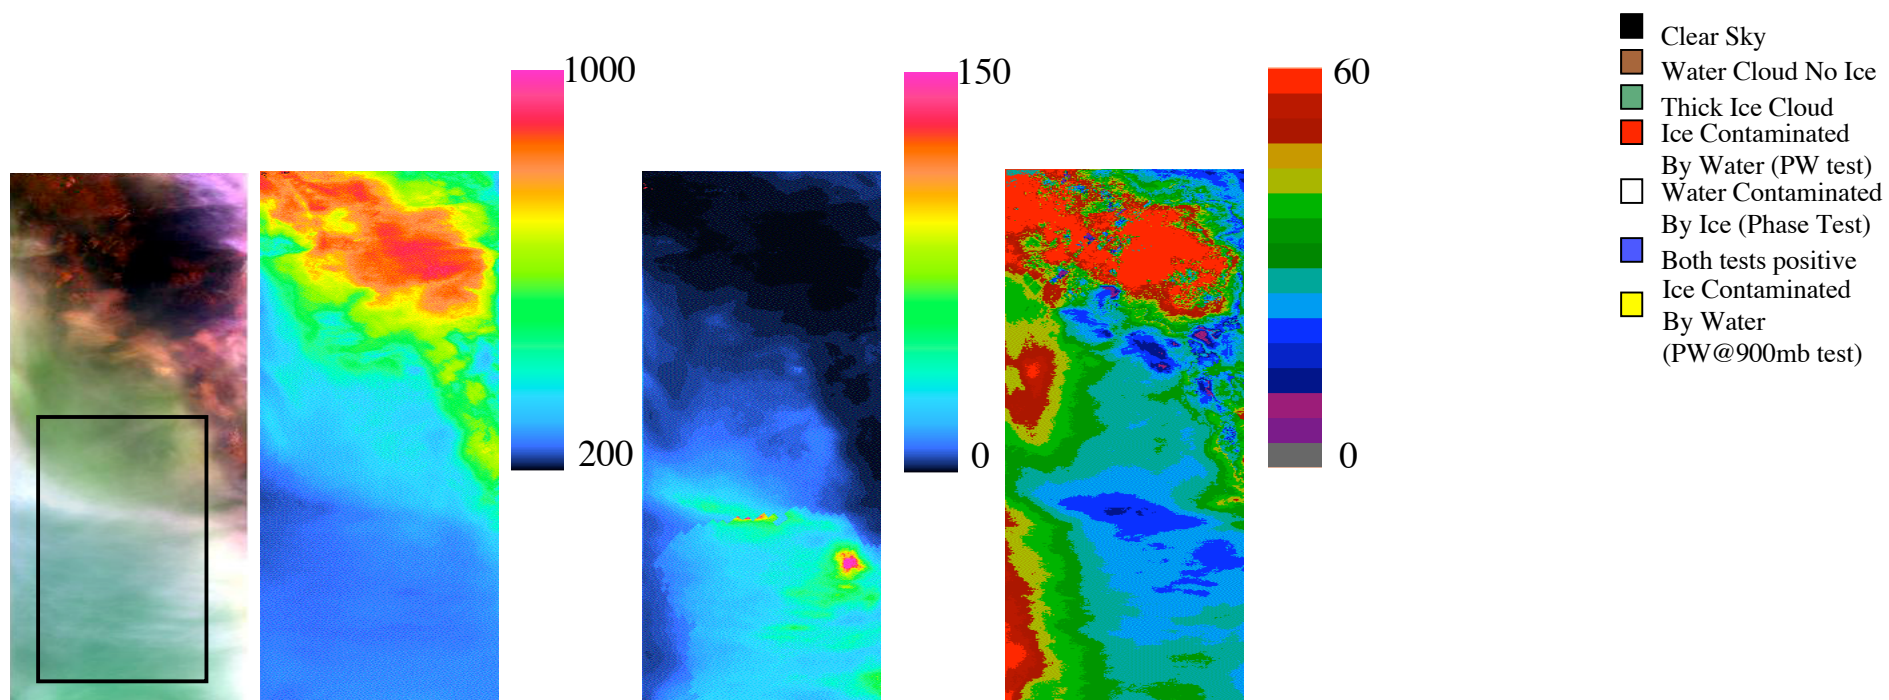 1000
200
150
0
60
0
Clear Sky
Water Cloud No Ice
Thick Ice Cloud
Ice Contaminated
By Water (PW test)
Water Contaminated
By Ice (Phase Test)
Both tests positive
Ice Contaminated
By Water
(PW@900mb test)